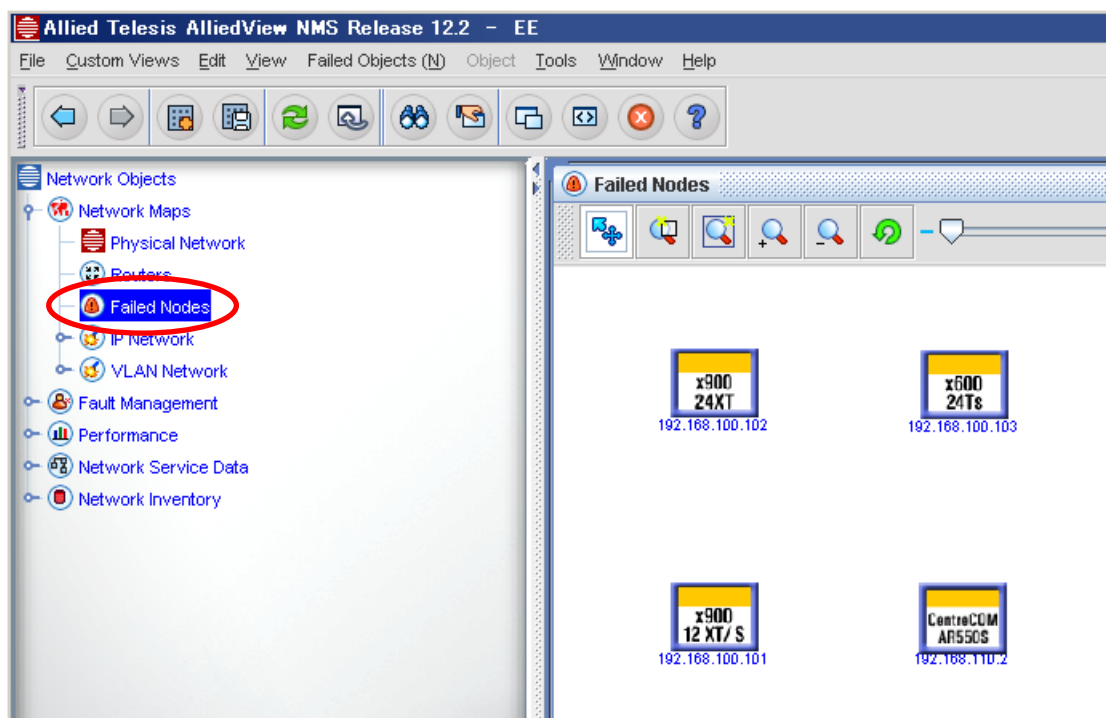 Allied Telesis AlliedView NMS Release 12.2 - EE
File Custom Views Edit View Failed Objects (N) Object Tools Window Help
Network Objects
Network Maps
Physical Network
Routers
Failed Nodes
IP Network
VLAN Network
Fault Management
Performance
Network Service Data
Network Inventory
Failed Nodes
x900
24XT
192.168.100.102
x600
24Ts
192.168.100.103
x900
12 XT/ S
192.168.100.101
CentreCOM
AR550S
192.168.110.2